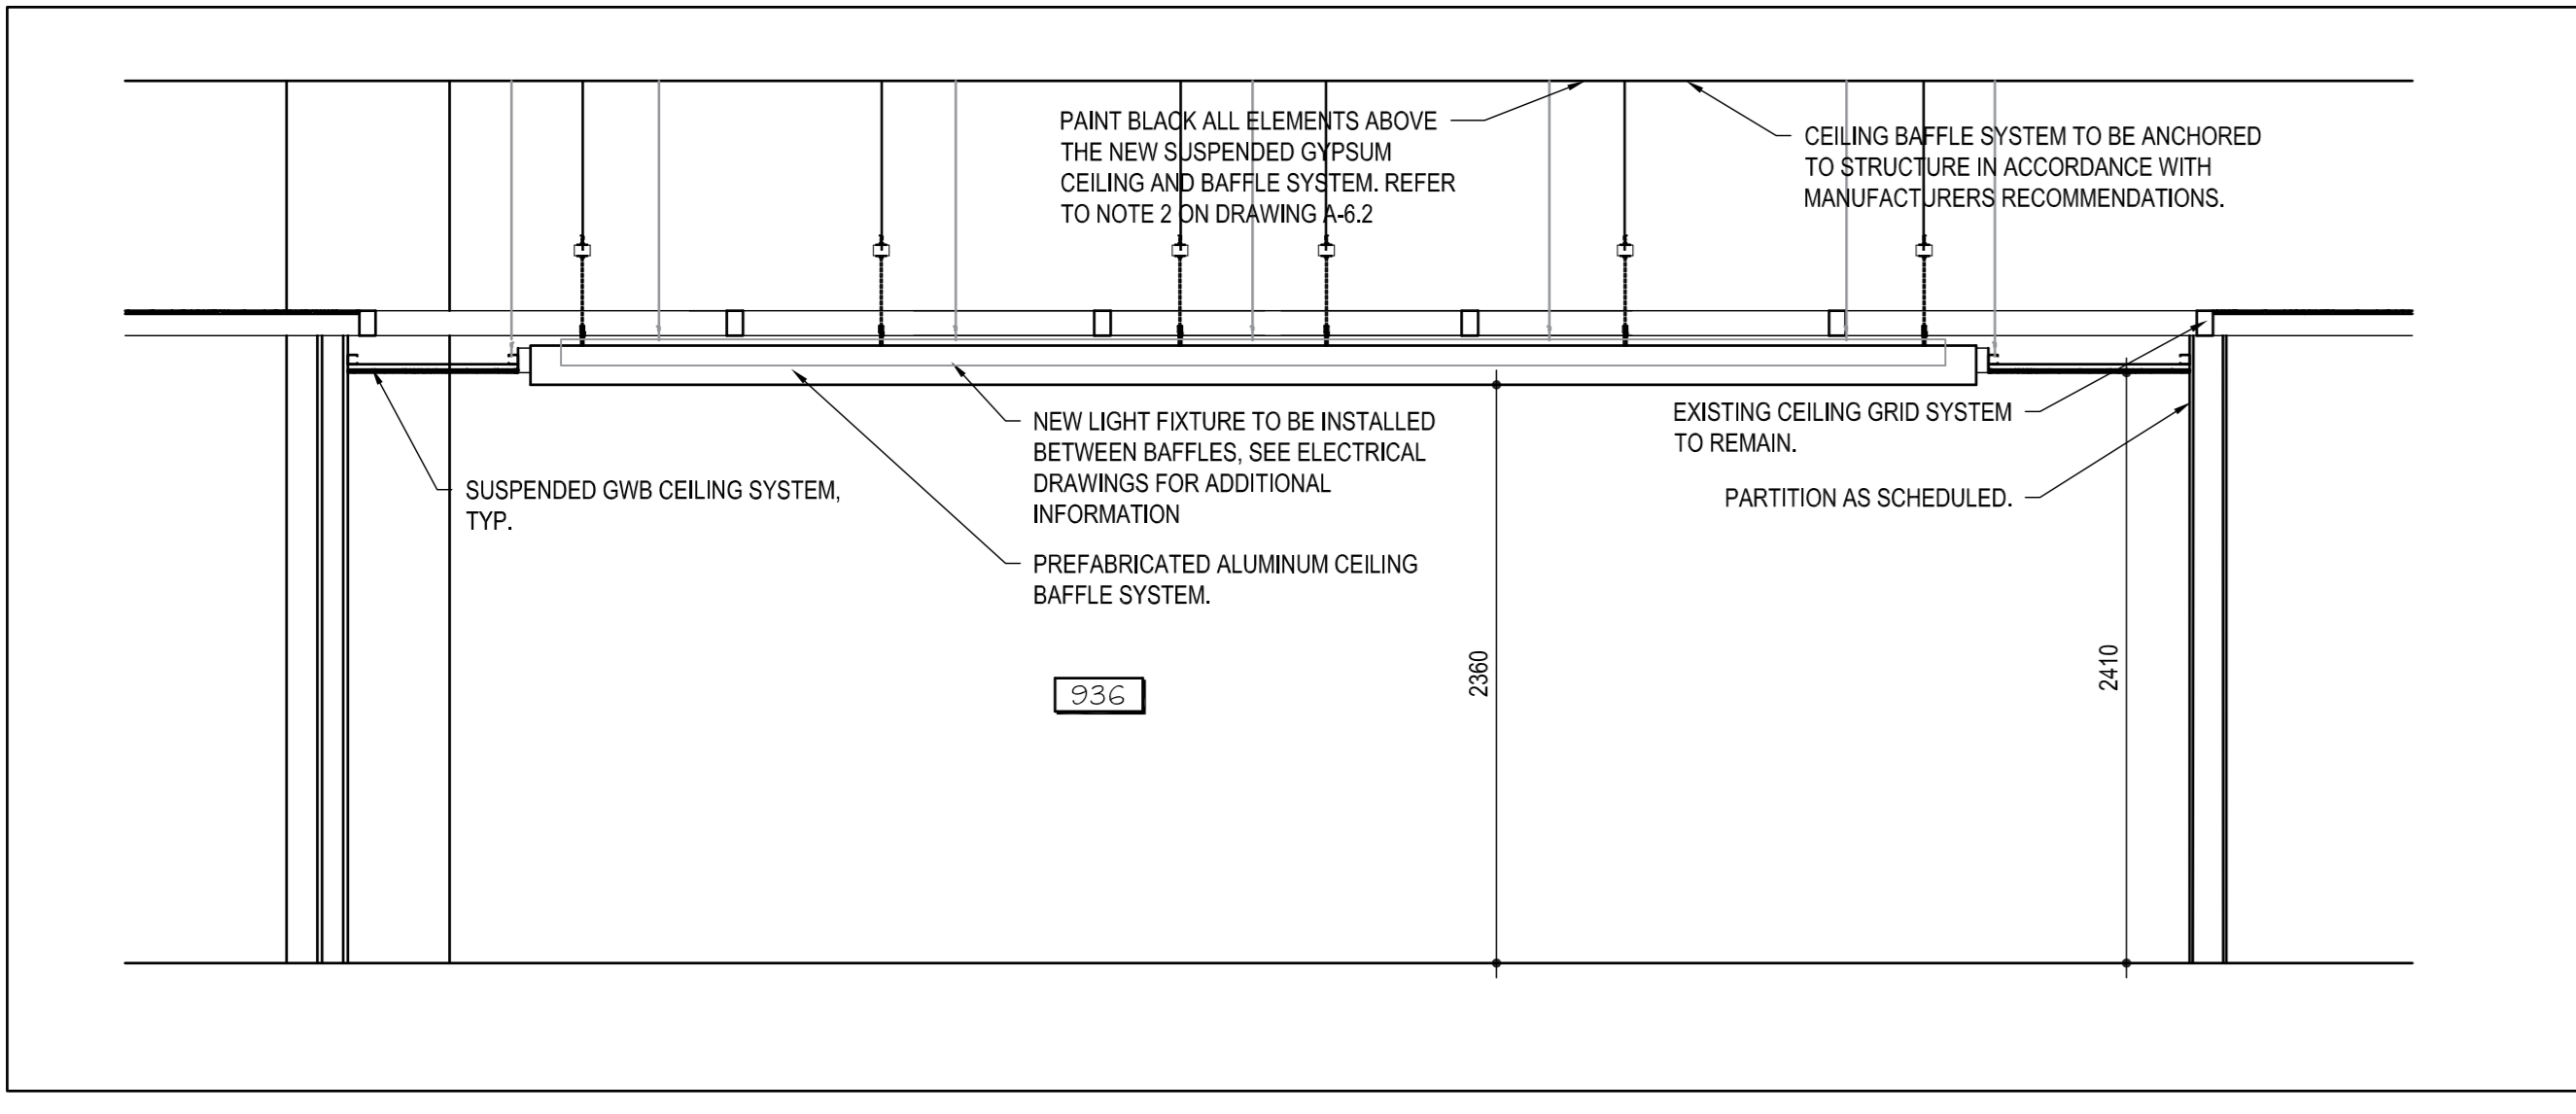 PAINT BLACK ALL ELEMENTS ABOVE
THE NEW SUSPENDED GYPSUM
CEILING AND BAFFLE SYSTEM. REFER
TO NOTE 2 ON DRAWING A-6.2
CEILING BAFFLE SYSTEM TO BE ANCHORED
TO STRUCTURE IN ACCORDANCE WITH
MANUFACTURERS RECOMMENDATIONS.
NEW LIGHT FIXTURE TO BE INSTALLED
BETWEEN BAFFLES, SEE ELECTRICAL
DRAWINGS FOR ADDITIONAL
INFORMATION
EXISTING CEILING GRID SYSTEM
TO REMAIN.
SUSPENDED GWB CEILING SYSTEM,
TYP.
PARTITION AS SCHEDULED.
PREFABRICATED ALUMINUM CEILING
BAFFLE SYSTEM.
936
2360
2410